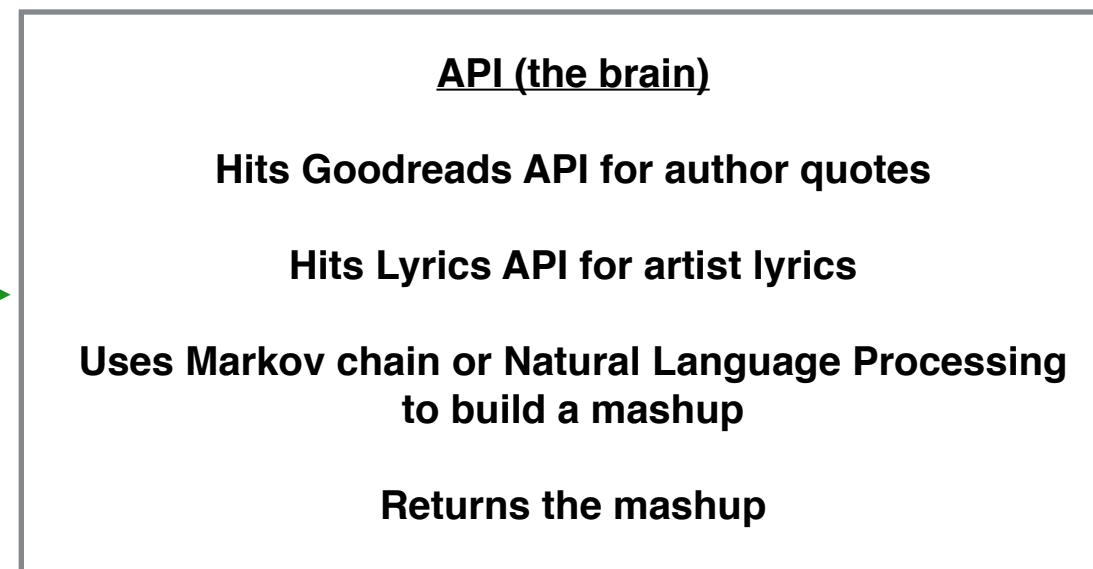 API (the brain)
Hits Goodreads API for author quotes
Hits Lyrics API for artist lyrics
Uses Markov chain or Natural Language Processing
to build a mashup
Returns the mashup